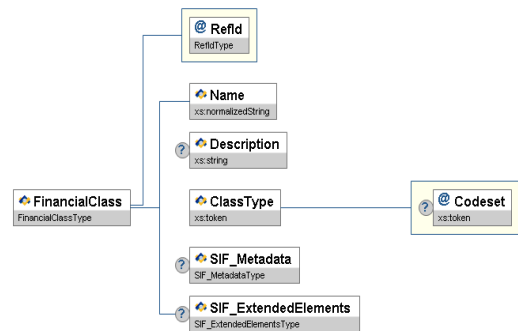 @ RefId
RefIdType
Name
xs:normalizedString
? Description
xs:string
FinancialClass
FinancialClassType
ClassType
xs:token
? @ Codeset
xs:token
? SIF_Metadata
SIF_MetadataType
? SIF_ExtendedElements
SIF_ExtendedElementsType